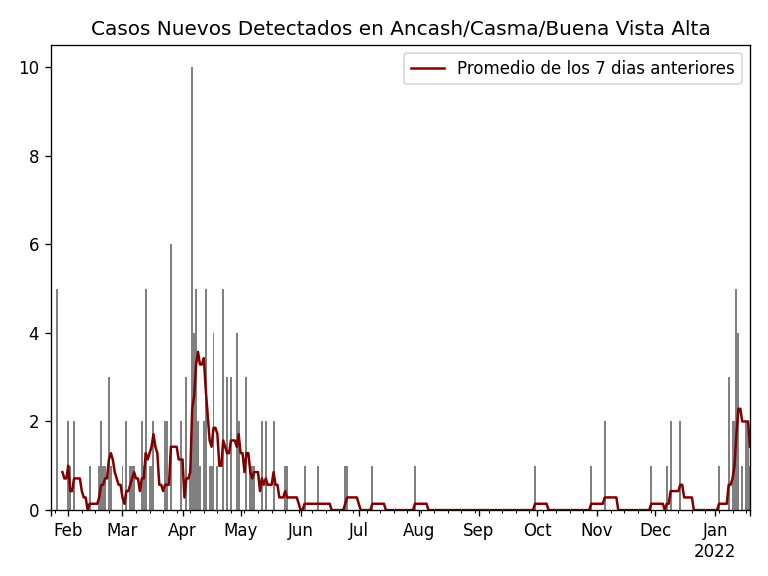 Casos Nuevos Detectados en Ancash/Casma/Buena Vista Alta
Promedio de los 7 dias anteriores
10
8
6
4
2
0
Feb Mar Apr May Jun Jul Aug Sep Oct Nov Dec Jan
2022